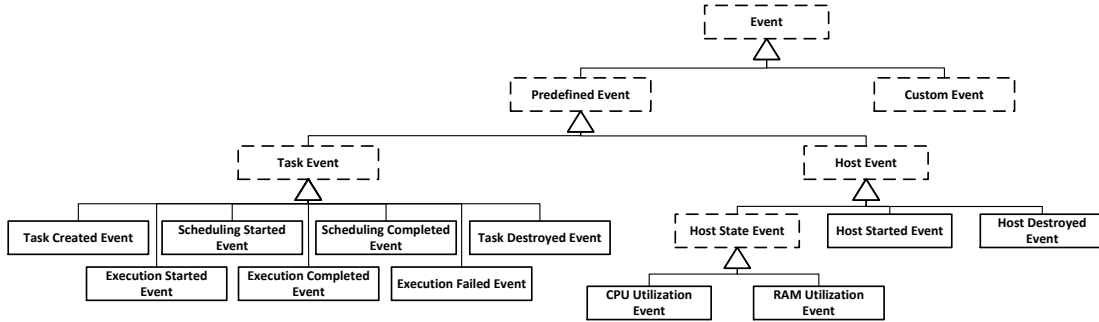 Event
Predefined Event
Custom Event
Task Event
Host Event
Task Created Event
Scheduling Started
Event
Scheduling Completed
Event
Task Destroyed Event
Host State Event
Host Started Event
Host Destroyed
Event
Execution Started
Event
Execution Completed
Event
Execution Failed Event
CPU Utilization
Event
RAM Utilization
Event